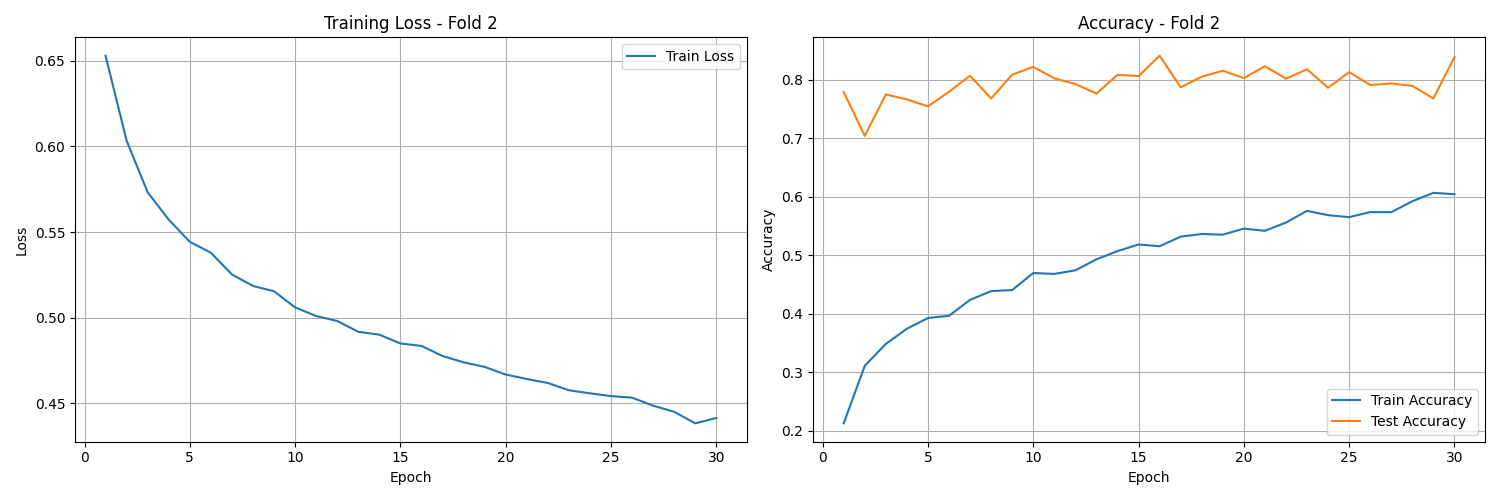 Training Loss - Fold 2
Train Loss
0.65
0.60
0.55
0.50
0.45
Loss
0 5 10 15 20 25 30
Epoch
Accuracy - Fold 2
0.8
0.7
0.6
0.5
0.4
0.3
0.2
Accuracy
Train Accuracy
Test Accuracy
0 5 10 15 20 25 30
Epoch